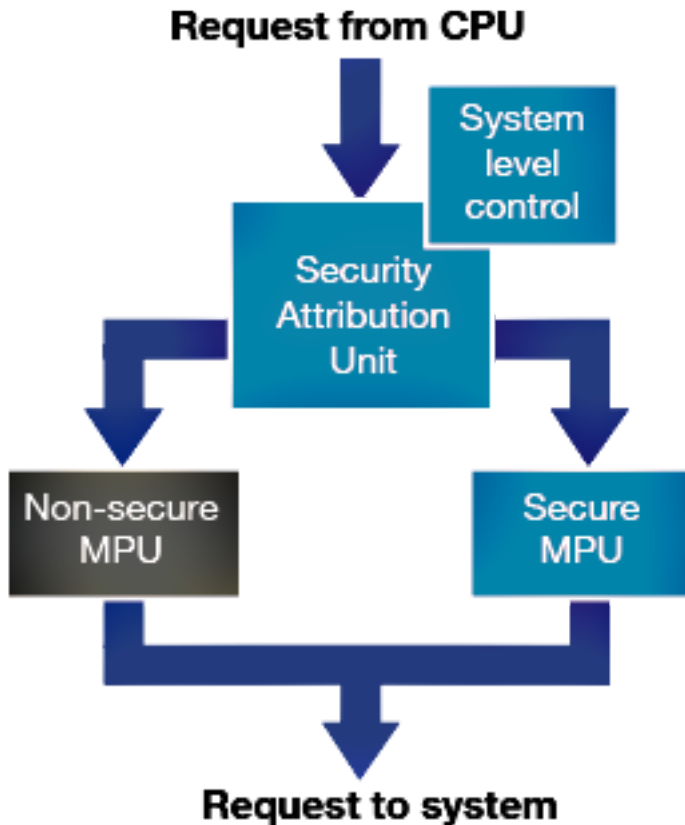 Request from CPU
System
level
control
Security
Attribution
Unit
Non-secure
MPU
Secure
MPU
Request to system